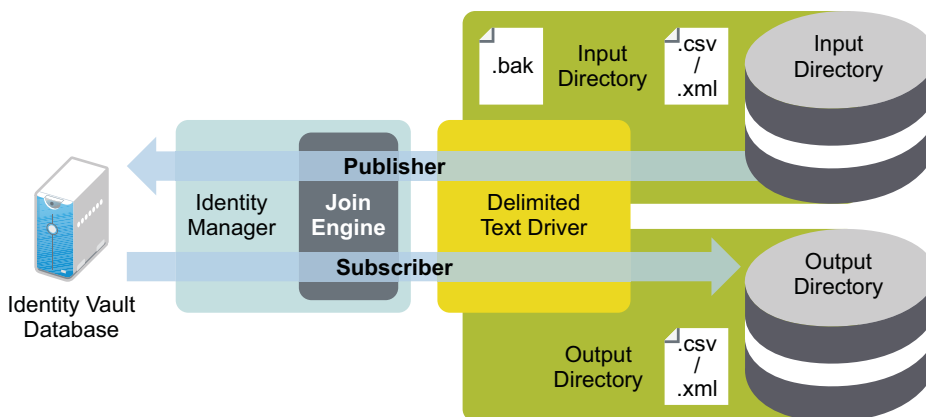 .bak
Input
Directory
.csv
/
.xml
Input
Directory
Publisher
Identity
Manager
Join
Engine
Delimited
Text Driver
Subscriber
Identity Vault
Database
Output
Directory
Output
Directory
.csv
/
.xml